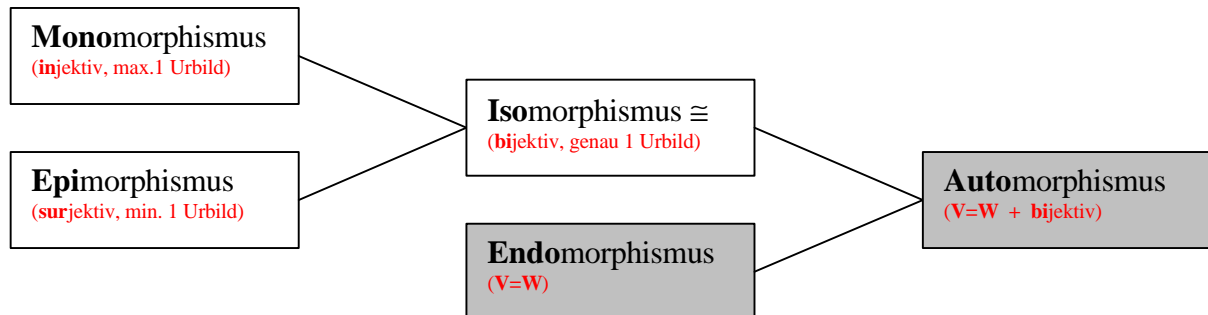 Monomorphismus
(injektiv, max.1 Urbild)
Epimorphismus
(surjektiv, min. 1 Urbild)
Isomorphismus ≅
(bijektiv, genau 1 Urbild)
Endomorphismus
(V=W)
Automorphismus
(V=W + bijektiv)